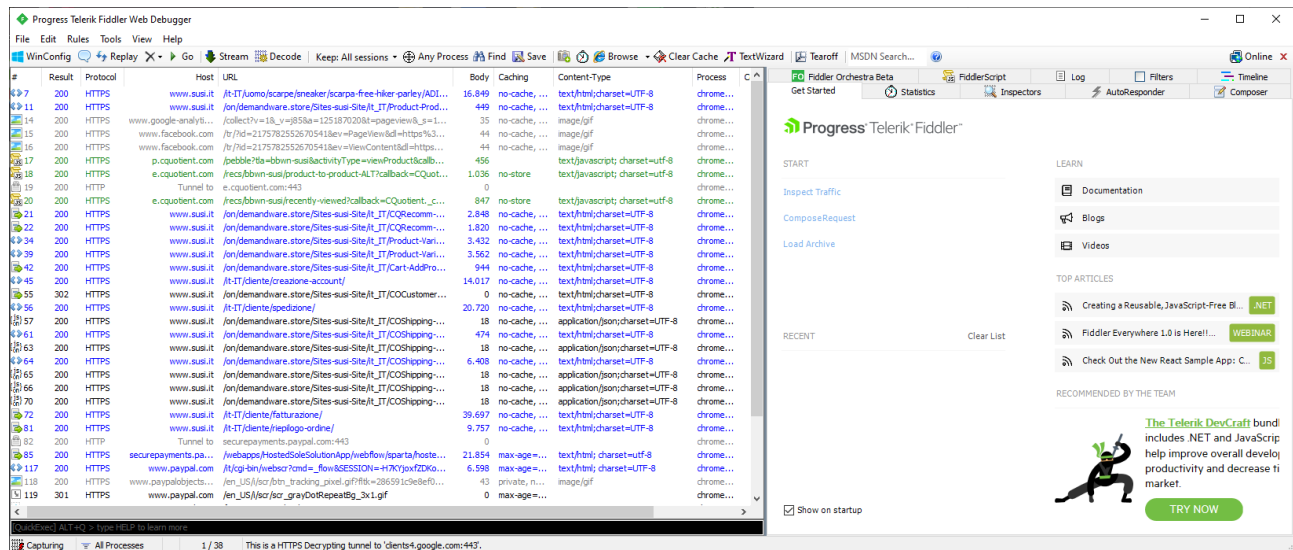 Progress Telerik Fiddler Web Debugger
File Edit Rules Tools View Help
WinConfig Replay Go Stream Decode Keep: All sessions Any Process Find Save Browse Clear Cache TextWizard Tearoff MSDN Search... Online
# Result Protocol Host URL Body Caching Content-Type Process C
7 200 HTTPS www.susi.it /it-IT/uomo/scarpe/sneaker/scarpa-free-hiker-parley/ADI... 16.849 no-cache, ... text/html;charset=UTF-8 chrome...
11 200 HTTPS www.susi.it /on/demandware.store/Sites-susi-Site/it_IT/Product-Prod... 449 no-cache, ... text/html;charset=UTF-8 chrome...
14 200 HTTPS www.google-analyti... /collect?v=1&_v=j85&a=125187020&t=pageview&_s=1... 35 no-cache, ... image/gif chrome...
15 200 HTTPS www.facebook.com /tr/?id=2175782552670541&ev=PageView&dl=https%3... 44 no-cache, ... image/gif chrome...
16 200 HTTPS www.facebook.com /tr/?id=2175782552670541&ev=ViewContent&dl=https... 44 no-cache, ... image/gif chrome...
17 200 HTTPS p.cquotient.com /pebble?tla=bbwn-susi&activityType=viewProduct&callb... 456 text/javascript; charset=utf-8 chrome...
18 200 HTTPS e.cquotient.com /recs/bbwn-susi/product-to-product-ALT?callback=CQuot... 1.036 no-store text/javascript; charset=utf-8 chrome...
19 200 HTTP Tunnel to e.cquotient.com:443 0 chrome...
20 200 HTTPS e.cquotient.com /recs/bbwn-susi/recently-viewed?callback=CQuotient._c... 847 no-store text/javascript; charset=utf-8 chrome...
21 200 HTTPS www.susi.it /on/demandware.store/Sites-susi-Site/it_IT/CQRecomm-... 2.848 no-cache, ... text/html;charset=UTF-8 chrome...
22 200 HTTPS www.susi.it /on/demandware.store/Sites-susi-Site/it_IT/CQRecomm-... 1.820 no-cache, ... text/html;charset=UTF-8 chrome...
34 200 HTTPS www.susi.it /on/demandware.store/Sites-susi-Site/it_IT/Product-Vari... 3.432 no-cache, ... text/html;charset=UTF-8 chrome...
39 200 HTTPS www.susi.it /on/demandware.store/Sites-susi-Site/it_IT/Product-Vari... 3.562 no-cache, ... text/html;charset=UTF-8 chrome...
42 200 HTTPS www.susi.it /on/demandware.store/Sites-susi-Site/it_IT/Cart-AddPro... 944 no-cache, ... text/html;charset=UTF-8 chrome...
51 200 HTTPS www.susi.it /it-IT/cliente/creazione-account/ 14.017 no-cache, ... text/html;charset=UTF-8 chrome...
55 302 HTTPS www.susi.it /on/demandware.store/Sites-susi-Site/it_IT/COCustomer... 0 no-cache, ... text/html;charset=UTF-8 chrome...
56 200 HTTPS www.susi.it /it-IT/cliente/spedizione/ 20.720 no-cache, ... text/html;charset=UTF-8 chrome...
57 200 HTTPS www.susi.it /on/demandware.store/Sites-susi-Site/it_IT/COShipping-... 18 no-cache, ... application/json;charset=UTF-8 chrome...
61 200 HTTPS www.susi.it /on/demandware.store/Sites-susi-Site/it_IT/COShipping-... 474 no-cache, ... text/html;charset=UTF-8 chrome...
63 200 HTTPS www.susi.it /on/demandware.store/Sites-susi-Site/it_IT/COShipping-... 18 no-cache, ... application/json;charset=UTF-8 chrome...
64 200 HTTPS www.susi.it /on/demandware.store/Sites-susi-Site/it_IT/COShipping-... 6.408 no-cache, ... text/html;charset=UTF-8 chrome...
65 200 HTTPS www.susi.it /on/demandware.store/Sites-susi-Site/it_IT/COShipping-... 18 no-cache, ... application/json;charset=UTF-8 chrome...
66 200 HTTPS www.susi.it /on/demandware.store/Sites-susi-Site/it_IT/COShipping-... 18 no-cache, ... application/json;charset=UTF-8 chrome...
70 200 HTTPS www.susi.it /on/demandware.store/Sites-susi-Site/it_IT/COShipping-... 18 no-cache, ... application/json;charset=UTF-8 chrome...
72 200 HTTPS www.susi.it /it-IT/cliente/fatturazione/ 39.697 no-cache, ... text/html;charset=UTF-8 chrome...
81 200 HTTPS www.susi.it /it-IT/cliente/riepilogo-ordine/ 9.757 no-cache, ... text/html;charset=UTF-8 chrome...
82 200 HTTP Tunnel to securepayments.paypal.com:443 0 chrome...
85 200 HTTPS securepayments.pa... /webapps/HostedSoleSolutionApp/webflow/sparta/hoste... 21.854 max-age=... text/html; charset=utf-8 chrome...
117 200 HTTPS www.paypal.com /it/cgi-bin/webscr?cmd=_flow&SESSION=-H7KYjoxfZDKo... 6.598 max-age=... text/html;charset=UTF-8 chrome...
118 200 HTTPS www.paypalobjects... /en_US/i/scr/btn_tracking_pixel.gif?ftk=286591c9e8ef0... 43 private, n... image/gif chrome...
119 301 HTTPS www.paypal.com /en_US/i/scr/scr_grayDotRepeatBg_3x1.gif 0 max-age=... chrome...
[QuickExec] ALT+Q > type HELP to learn more
Capturing All Processes 1 / 38 This is a HTTPS Decrypting tunnel to 'clients4.google.com:443'.
FO Fiddler Orchestra Beta FiddlerScript Log Filters Timeline
Get Started Statistics Inspectors AutoResponder Composer
Progress Telerik Fiddler
START
Inspect Traffic
ComposeRequest
Load Archive
RECENT Clear List
Show on startup
LEARN
Documentation
Blogs
Videos
TOP ARTICLES
Creating a Reusable, JavaScript-Free Bl... .NET
Fiddler Everywhere 1.0 is Here!!... WEBINAR
Check Out the New React Sample App: C... JS
RECOMMENDED BY THE TEAM
The Telerik DevCraft bundl
includes .NET and JavaScrip
help improve overall develo
productivity and decrease ti
market.
TRY NOW